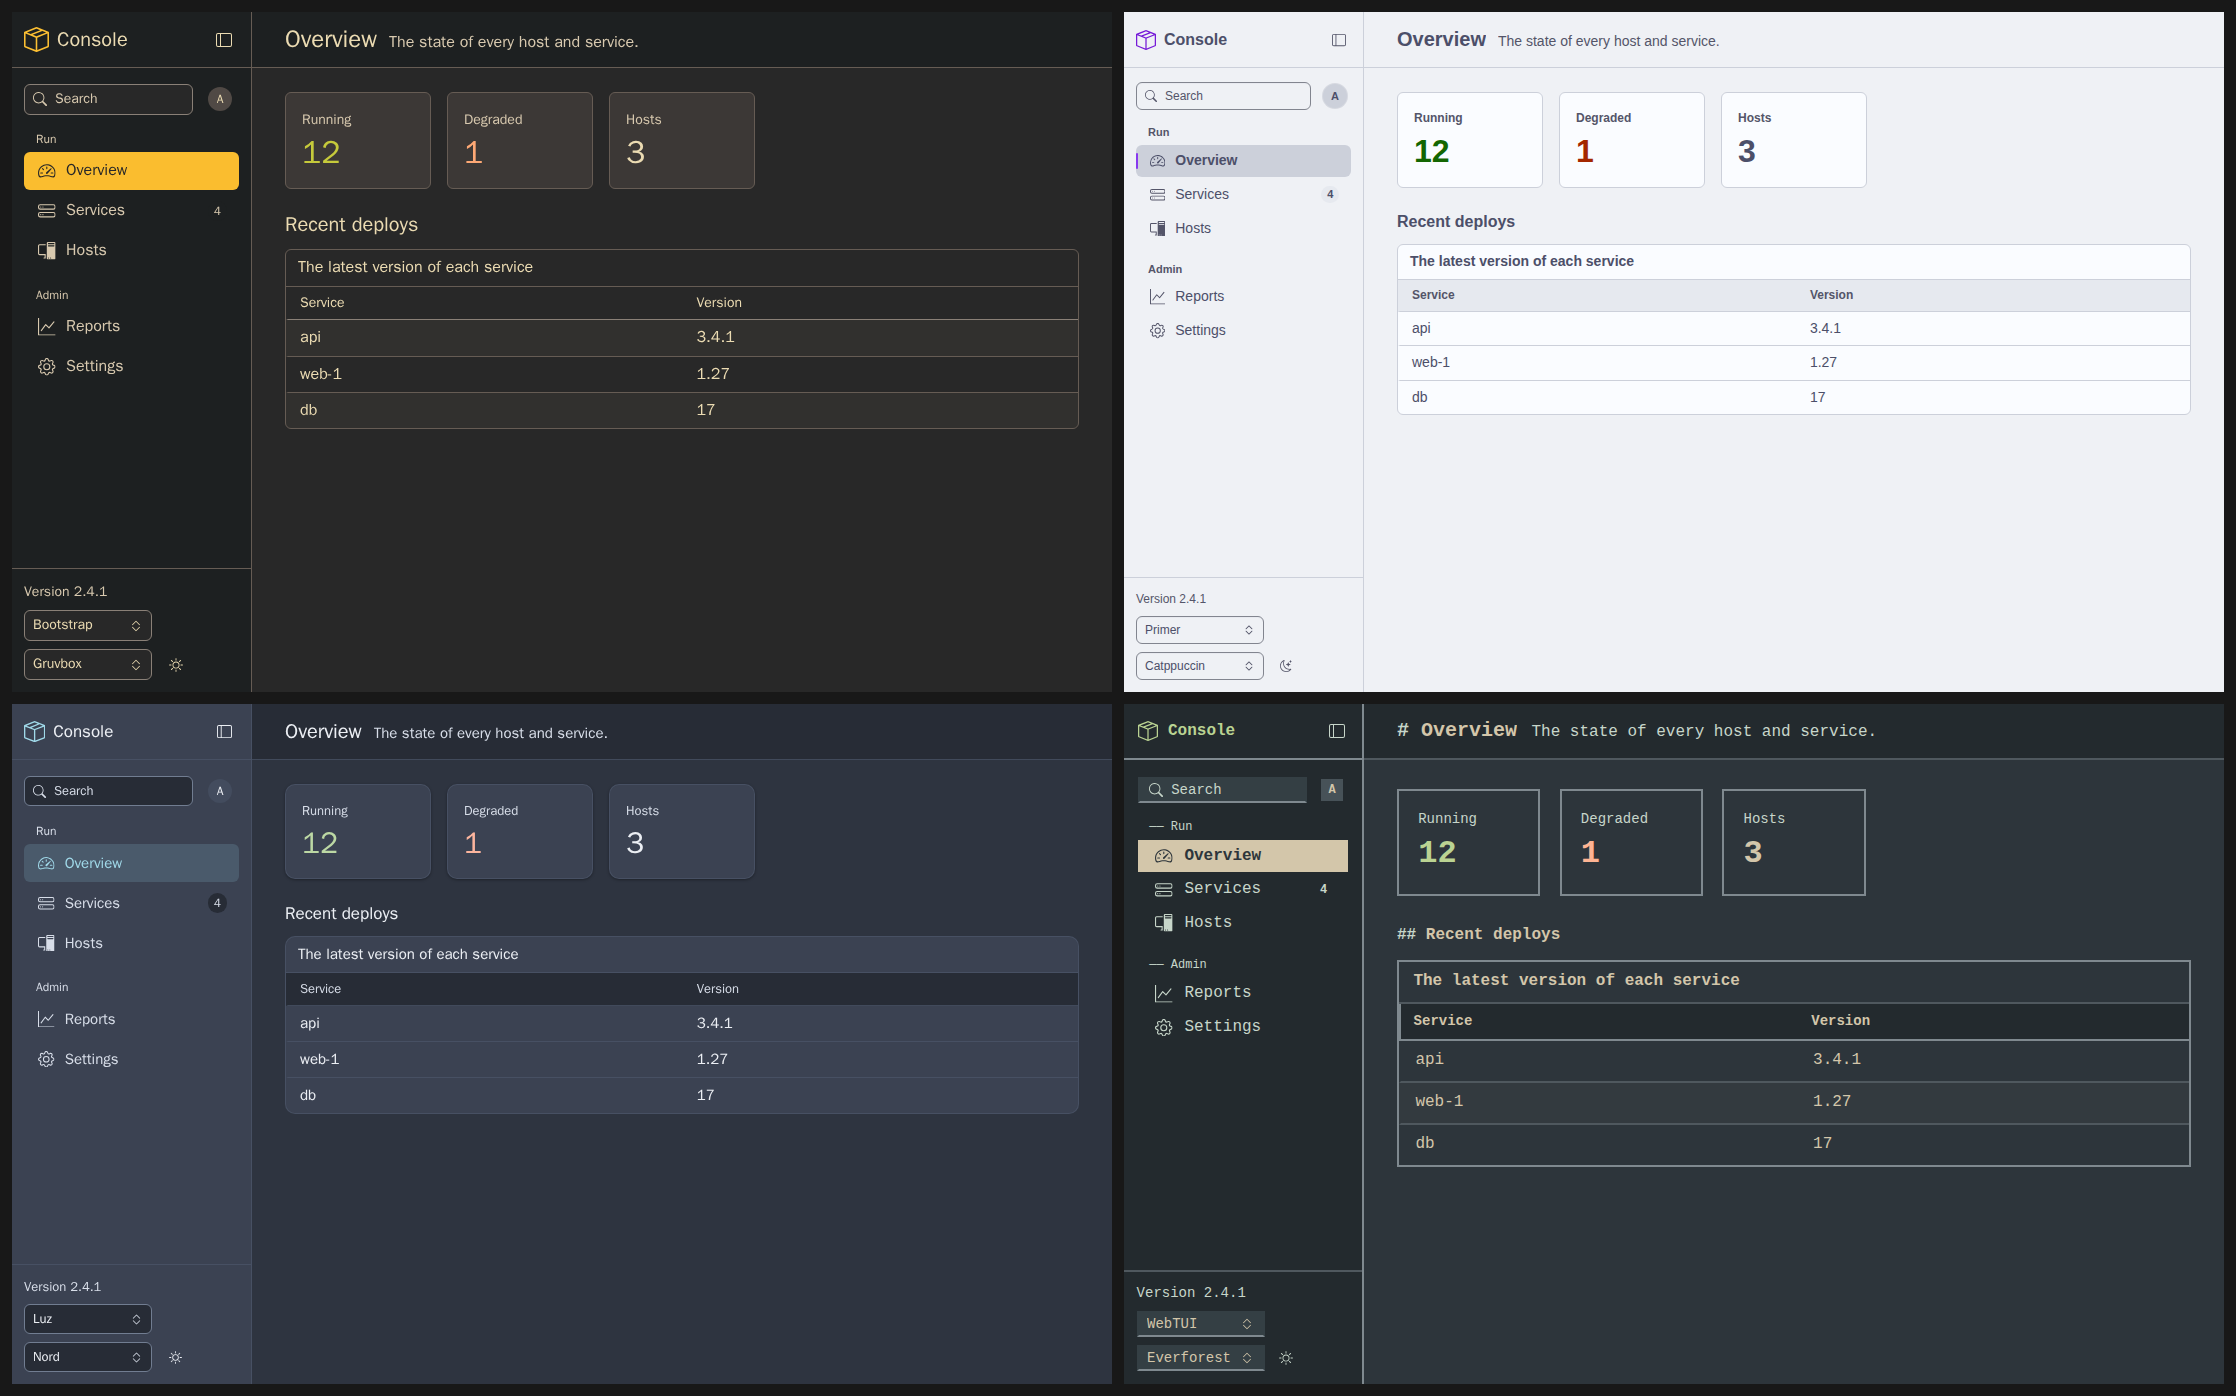 Console
Overview The state of every host and service.
Search
A
Run
Overview
Services 4
Hosts
Admin
Reports
Settings
Version 2.4.1
Bootstrap
Gruvbox
Running
12
Degraded
1
Hosts
3
Recent deploys
The latest version of each service
Service Version
api 3.4.1
web-1 1.27
db 17
Console
Overview The state of every host and service.
Search
A
Run
Overview
Services 4
Hosts
Admin
Reports
Settings
Version 2.4.1
Primer
Catppuccin
Running
12
Degraded
1
Hosts
3
Recent deploys
The latest version of each service
Service Version
api 3.4.1
web-1 1.27
db 17
Console
Overview The state of every host and service.
Search
A
Run
Overview
Services 4
Hosts
Admin
Reports
Settings
Version 2.4.1
Luz
Nord
Running
12
Degraded
1
Hosts
3
Recent deploys
The latest version of each service
Service Version
api 3.4.1
web-1 1.27
db 17
Console
# Overview The state of every host and service.
Search
A
— Run
Overview
Services 4
Hosts
— Admin
Reports
Settings
Version 2.4.1
WebTUI
Everforest
Running
12
Degraded
1
Hosts
3
## Recent deploys
The latest version of each service
Service Version
api 3.4.1
web-1 1.27
db 17